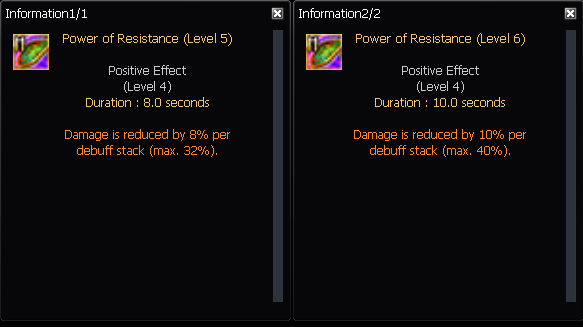 Information1/1
Power of Resistance (Level 5)
Positive Effect
(Level 4)
Duration : 8.0 seconds
Damage is reduced by 8% per
debuff stack (max. 32%).
Information2/2
Power of Resistance (Level 6)
Positive Effect
(Level 4)
Duration : 10.0 seconds
Damage is reduced by 10% per
debuff stack (max. 40%).